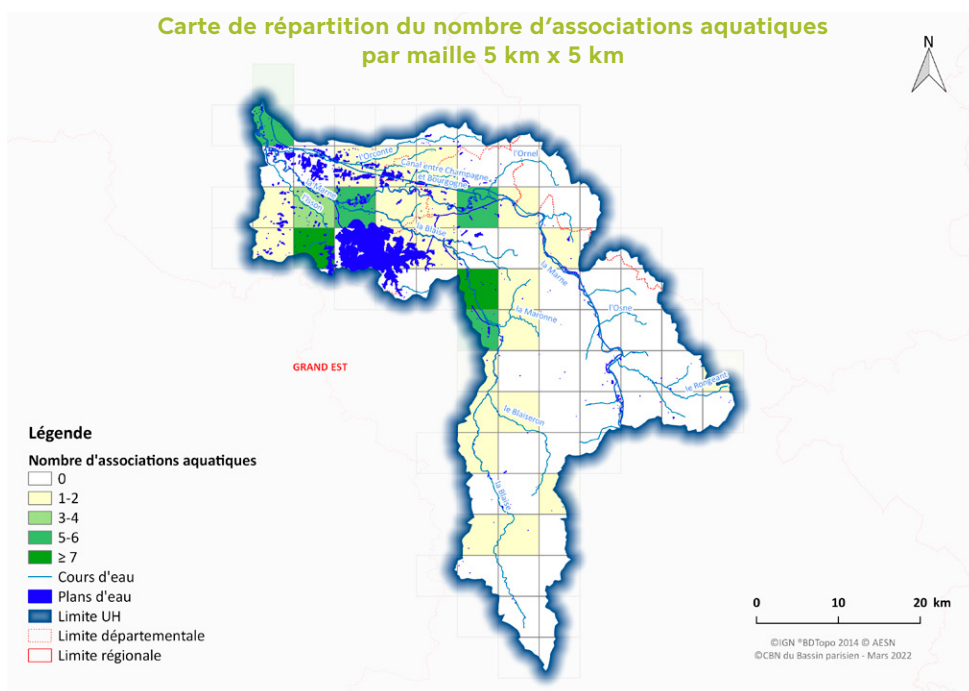 Carte de répartition du nombre d'associations aquatiques
par maille 5 km x 5 km
N
l'Orconte
l'Ornel
Canal entre Champagne
et Bourgogne
la Marne
l'Isson
la Blaise
la Marne
l'Osne
la Maronne
GRAND EST
le Rongeant
le Blaiseron
la Blaise
Légende
Nombre d'associations aquatiques
0
1-2
3-4
5-6
≥ 7
Cours d'eau
Plans d'eau
Limite UH
Limite départementale
Limite régionale
0 10 20 km
©IGN ®BDTopo 2014 © AESN
©CBN du Bassin parisien - Mars 2022